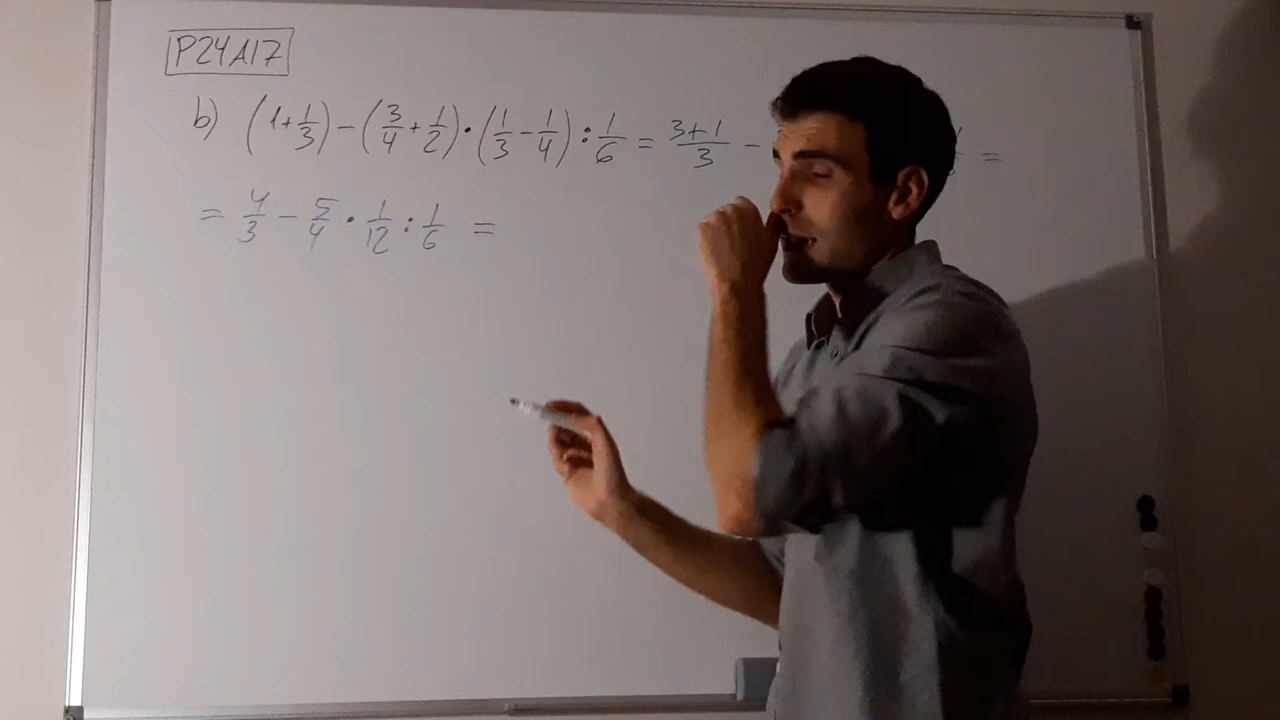 P24A17
b) (1+1/3)-(3/4+1/2)·(1/3-1/4):1/6=3+1/3- =
=4/3-5/4·1/12:1/6 =